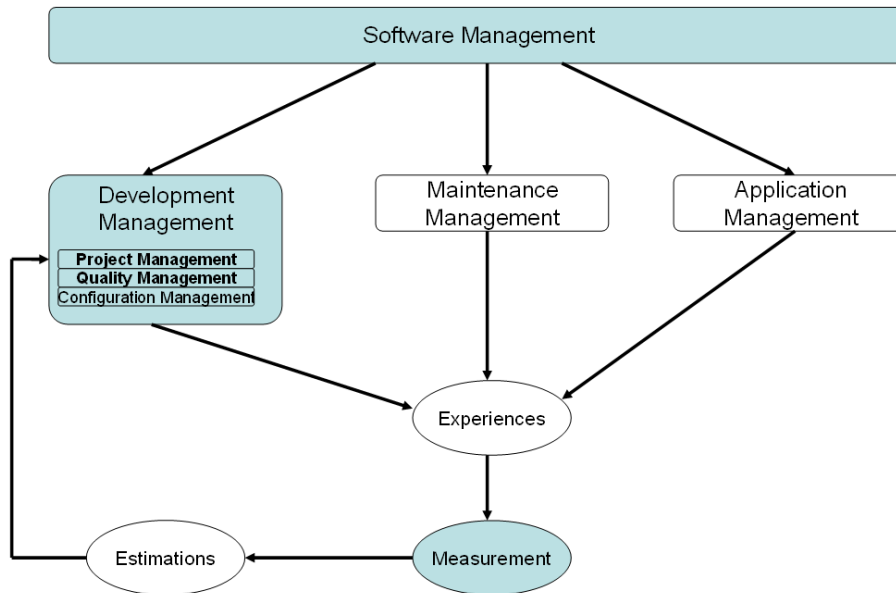 Software Management
Development
Management
Project Management
Quality Management
Configuration Management
Maintenance
Management
Application
Management
Experiences
Estimations
Measurement